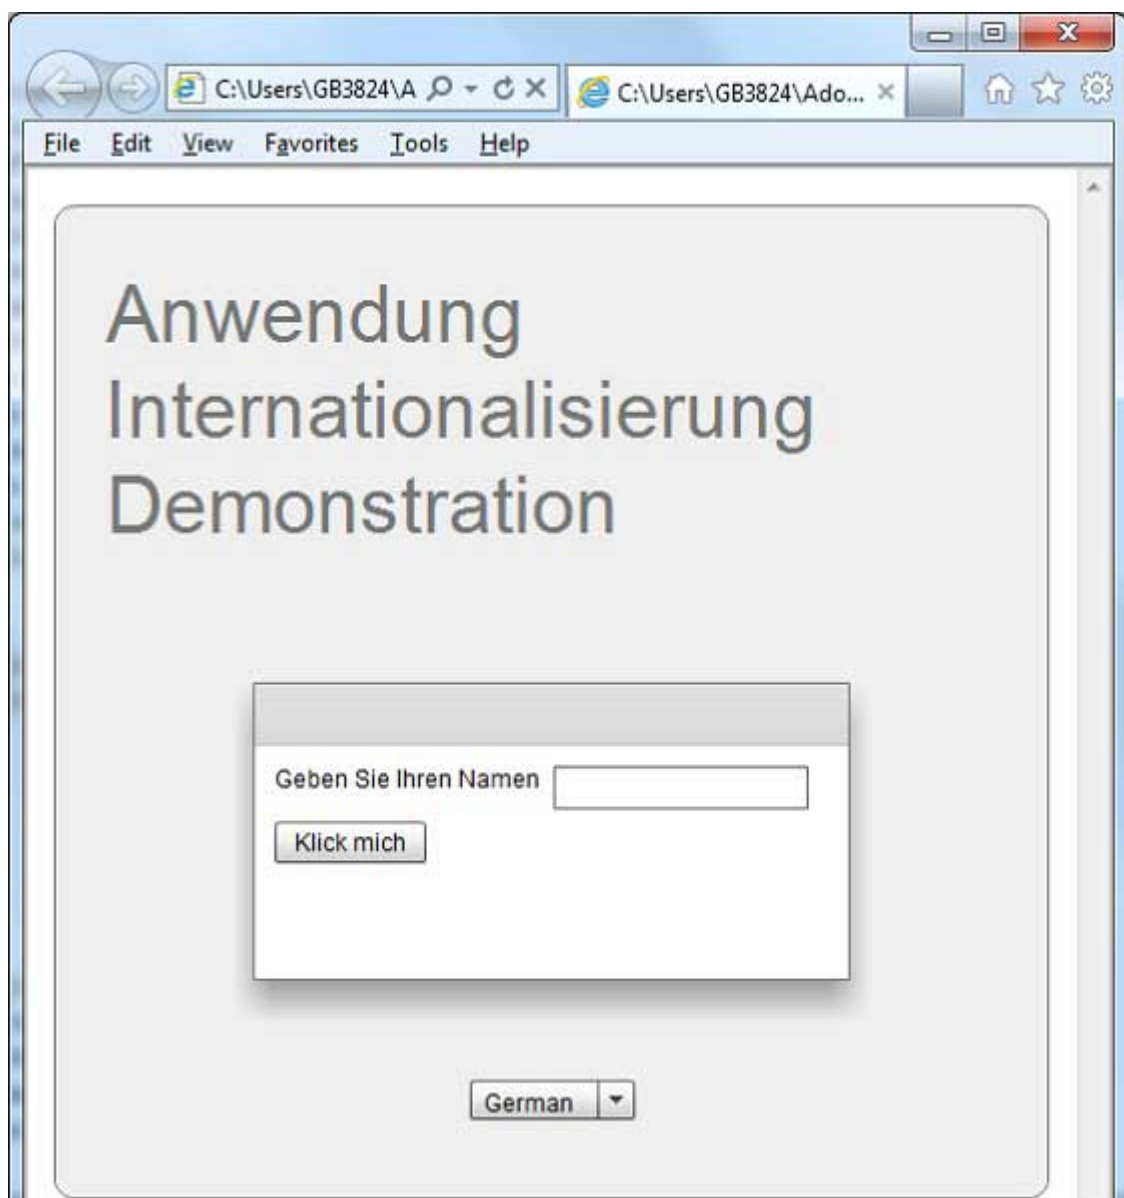 C:\Users\GB3824\A
C:\Users\GB3824\Ado...
File Edit View Favorites Tools Help
Anwendung
Internationalisierung
Demonstration
Geben Sie Ihren Namen
Klick mich
German